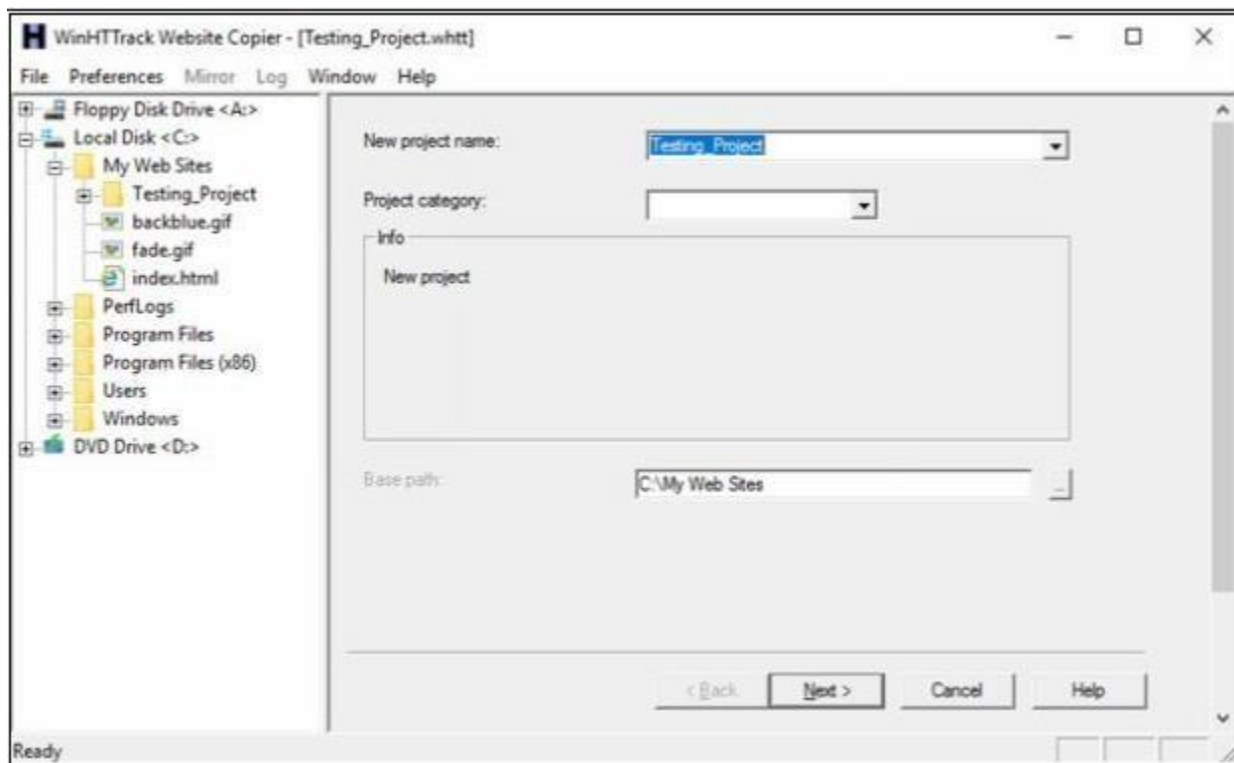 WinHTTrack Website Copier - [Testing_Project.whtt]
File Preferences Mirror Log Window Help
Floppy Disk Drive <A:>
Local Disk <C:>
My Web Sites
Testing_Project
backblue.gif
fade.gif
index.html
PerfLogs
Program Files
Program Files (x86)
Users
Windows
DVD Drive <D:>
New project name: Testing_Project
Project category:
Info
New project
Base path: C:\My Web Sites ...
< Back Next > Cancel Help
Ready